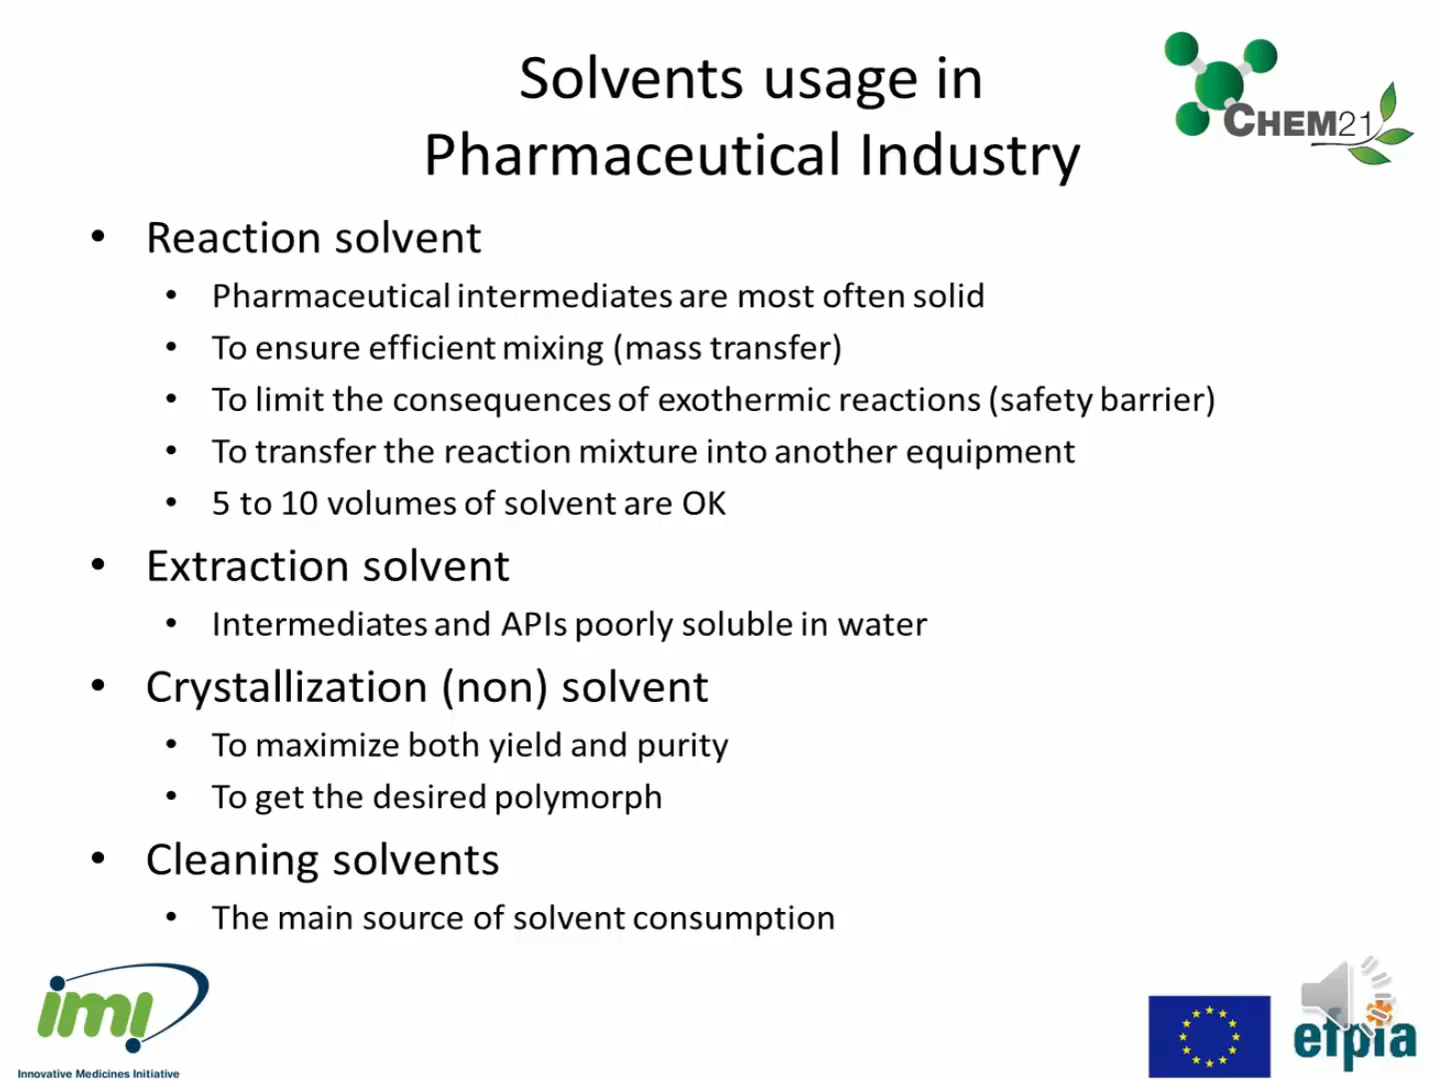 Solvents usage in
Pharmaceutical Industry
CHEM21
• Reaction solvent
• Pharmaceutical intermediates are most often solid
• To ensure efficient mixing (mass transfer)
• To limit the consequences of exothermic reactions (safety barrier)
• To transfer the reaction mixture into another equipment
• 5 to 10 volumes of solvent are OK
• Extraction solvent
• Intermediates and APIs poorly soluble in water
• Crystallization (non) solvent
• To maximize both yield and purity
• To get the desired polymorph
• Cleaning solvents
• The main source of solvent consumption
imi
Innovative Medicines Initiative
efpia